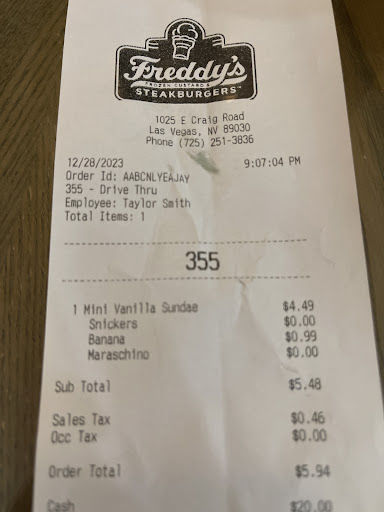 Freddy's
FROZEN CUSTARD &
STEAKBURGERS
1025 E Craig Road
Las Vegas, NV 89030
Phone (725) 251-3836
12/28/2023 9:07:04 PM
Order Id: AABCNLYEAJAY
355 - Drive Thru
Employee: Taylor Smith
Total Items: 1
355
1 Mini Vanilla Sundae $4.49
Snickers $0.00
Banana $0.99
Maraschino $0.00
Sub Total $5.48
Sales Tax $0.46
Occ Tax $0.00
Order Total $5.94
Cash $20.00